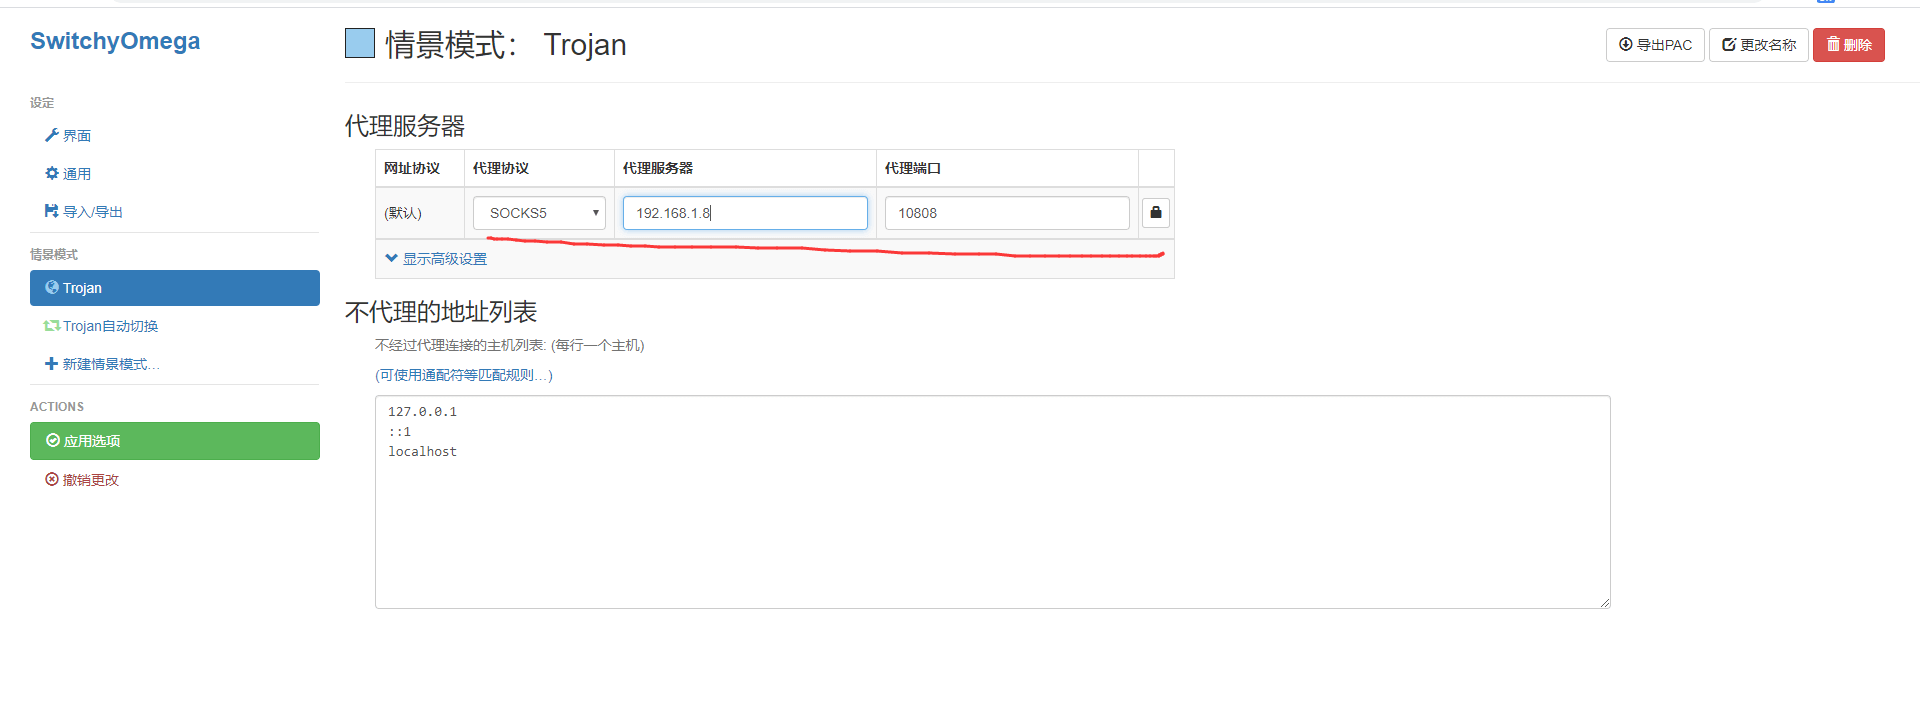 SwitchyOmega
设定
界面
通用
导入/导出
情景模式
Trojan
Trojan自动切换
新建情景模式…
ACTIONS
应用选项
撤销更改
情景模式： Trojan
导出PAC 更改名称 删除
代理服务器
网址协议 代理协议 代理服务器 代理端口
(默认) SOCKS5 192.168.1.8 10808
显示高级设置
不代理的地址列表
不经过代理连接的主机列表: (每行一个主机)
(可使用通配符等匹配规则…)
127.0.0.1
::1
localhost